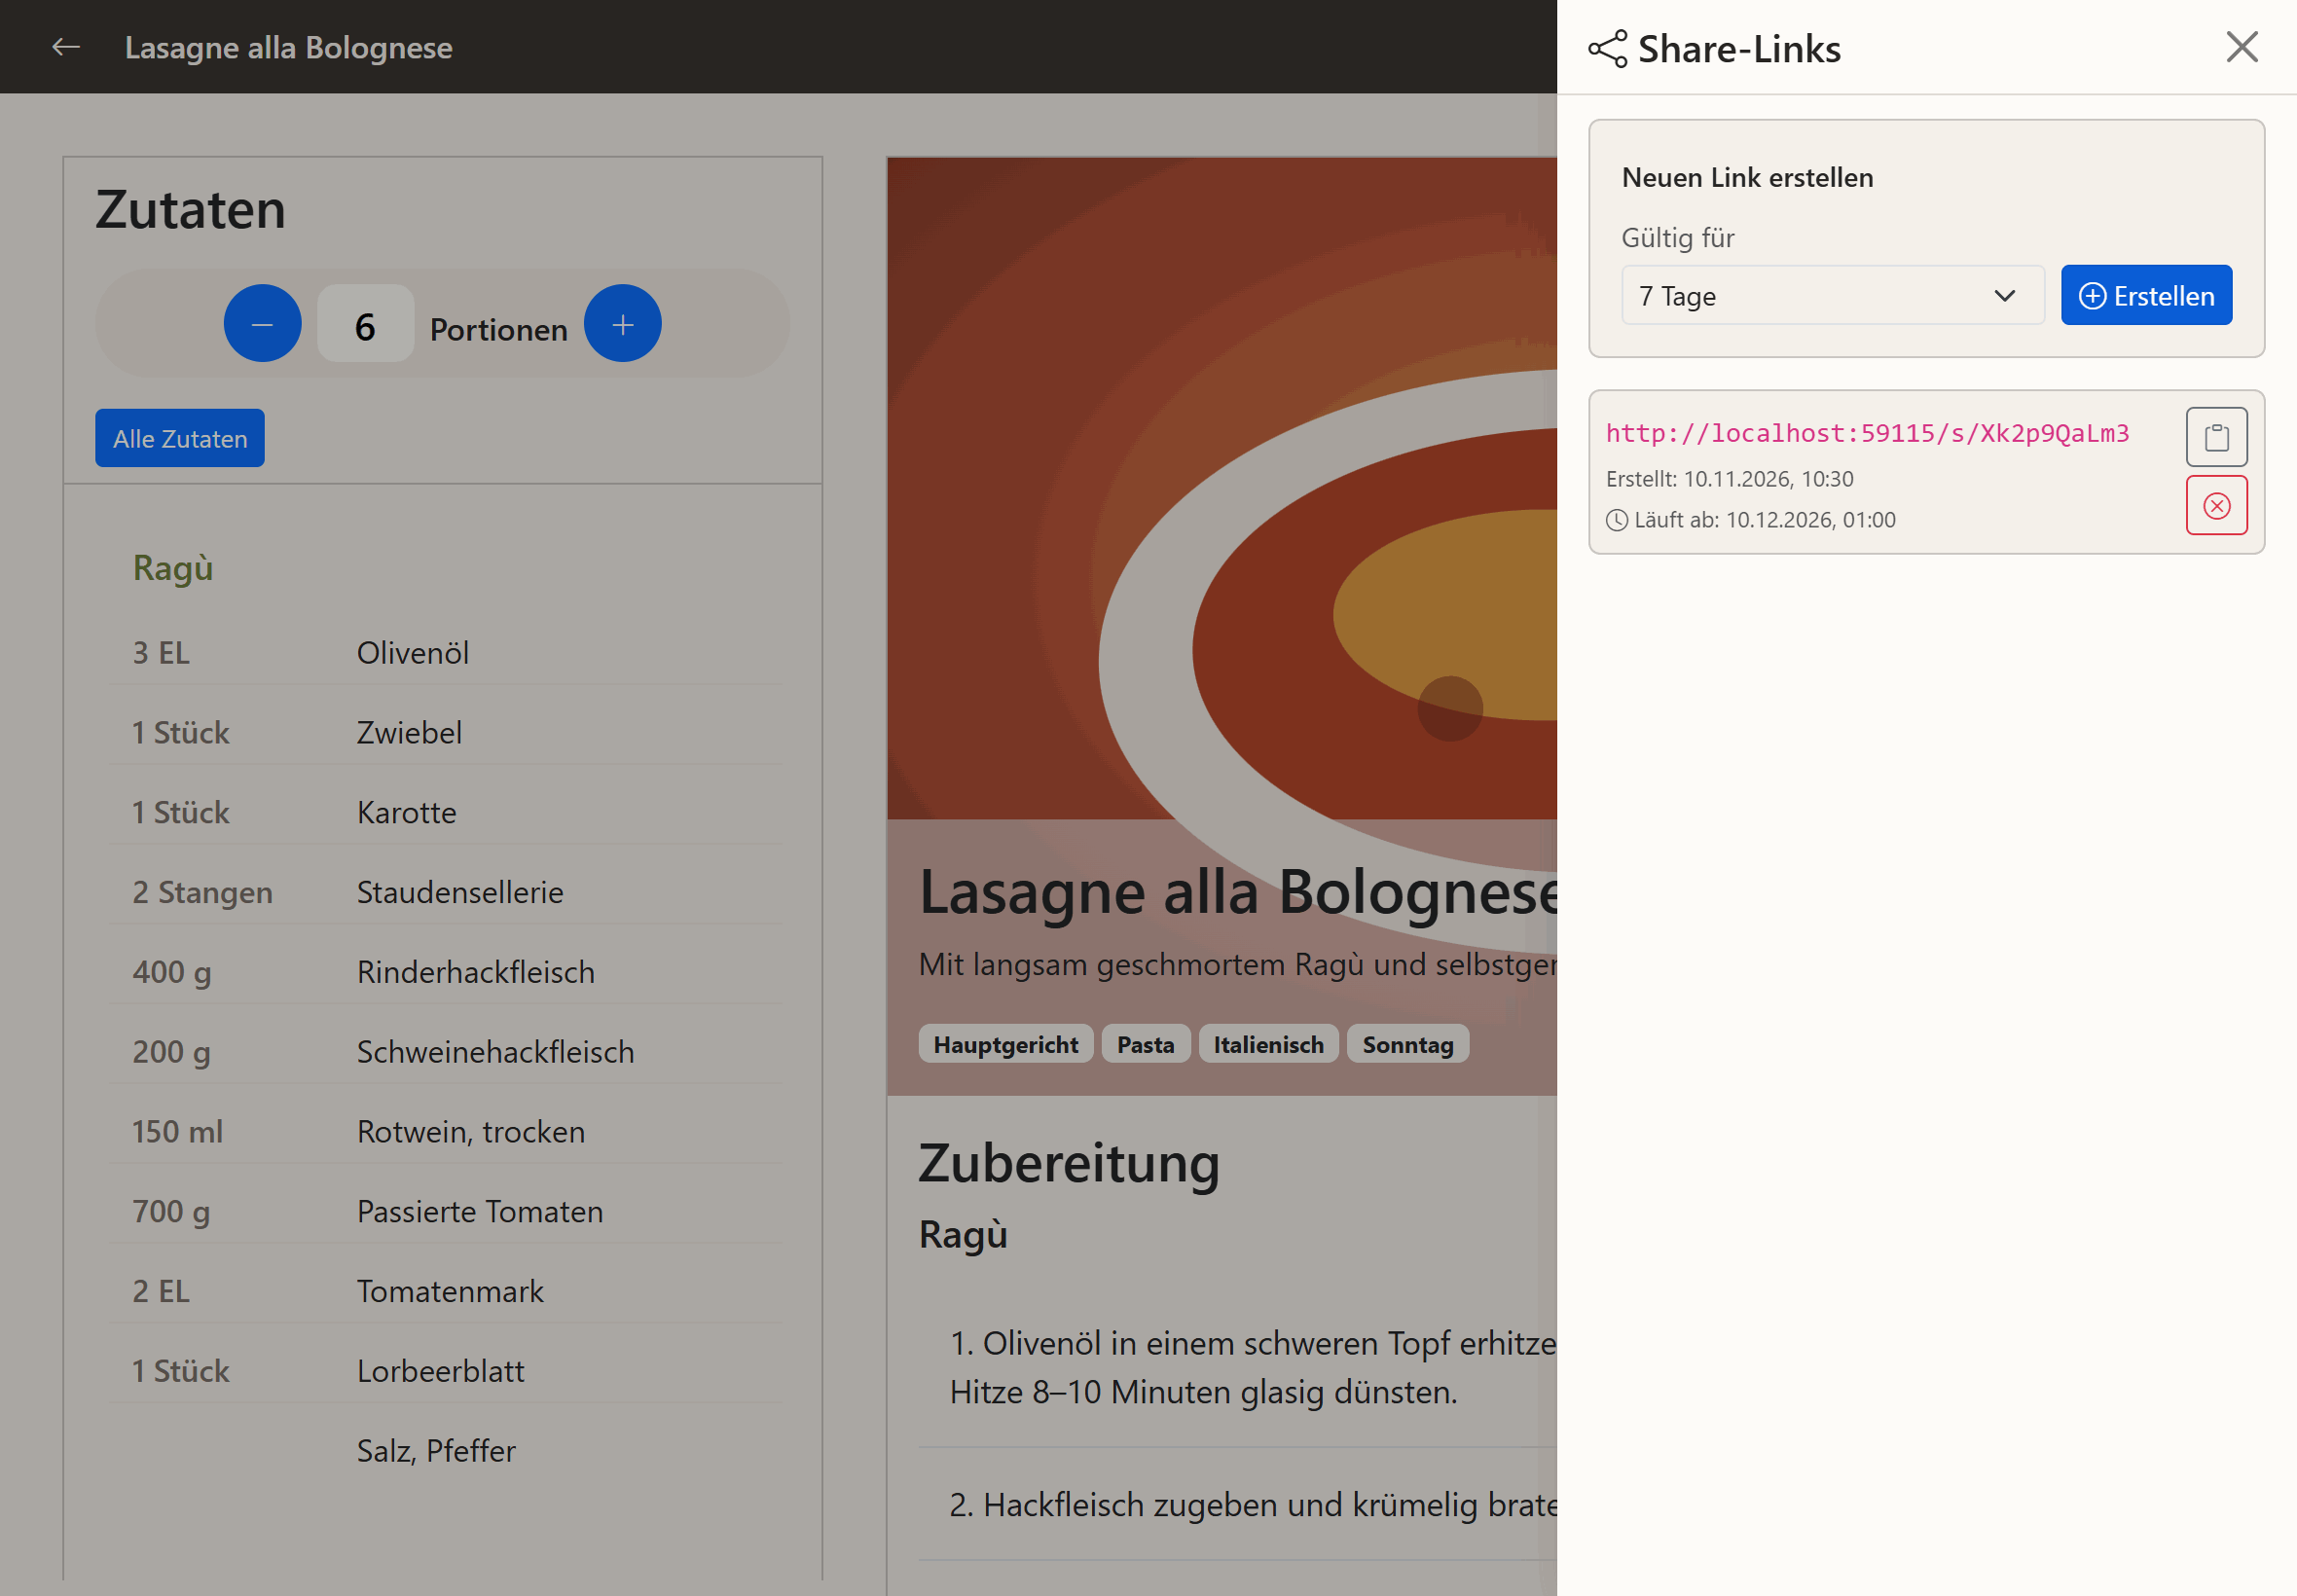 Lasagne alla Bolognese
Zutaten
6 Portionen
Alle Zutaten
Ragù
3 EL Olivenöl
1 Stück Zwiebel
1 Stück Karotte
2 Stangen Staudensellerie
400 g Rinderhackfleisch
200 g Schweinehackfleisch
150 ml Rotwein, trocken
700 g Passierte Tomaten
2 EL Tomatenmark
1 Stück Lorbeerblatt
Salz, Pfeffer
Lasagne alla Bolognese
Mit langsam geschmortem Ragù und
Hauptgericht Pasta Italienisch Sonntag
Zubereitung
Ragù
1. Olivenöl in einem schweren Topf
Hitze 8–10 Minuten glasig dünsten.
2. Hackfleisch zugeben und krümelig
Share-Links
Neuen Link erstellen
Gültig für
7 Tage
Erstellen
http://localhost:59115/s/Xk2p9QaLm3
Erstellt: 10.11.2026, 10:30
Läuft ab: 10.12.2026, 01:00